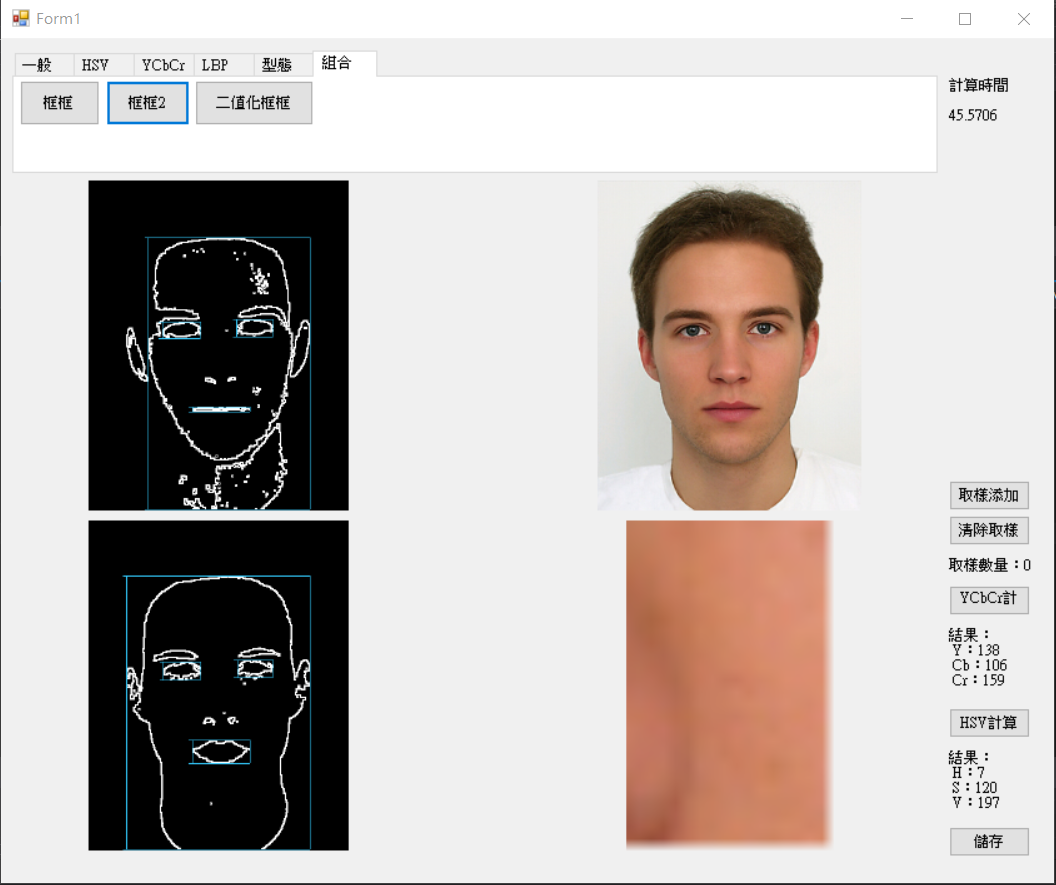 Form1
一般 HSV YCbCr LBP 型態 組合
框框 框框2 二值化框框
計算時間
45.5706
取樣添加
清除取樣
取樣數量：0
YCbCr計
結果：
Y：138
Cb：106
Cr：159
HSV計算
結果：
H：7
S：120
V：197
儲存